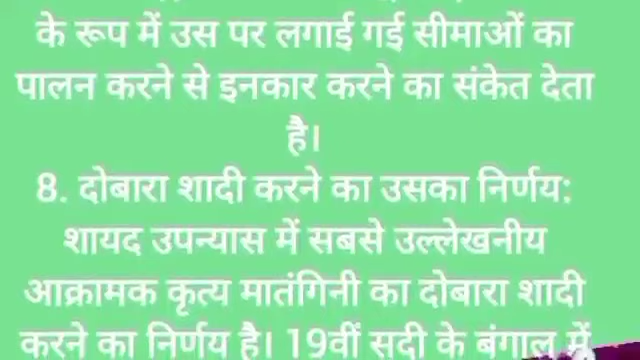 के रूप में उस पर लगाई गई सीमाओं का
पालन करने से इनकार करने का संकेत देता
है।
8. दोबारा शादी करने का उसका निर्णय:
शायद उपन्यास में सबसे उल्लेखनीय
आक्रामक कृत्य मातंगिनी का दोबारा शादी
करने का निर्णय है। 19वीं सदी के बंगाल में